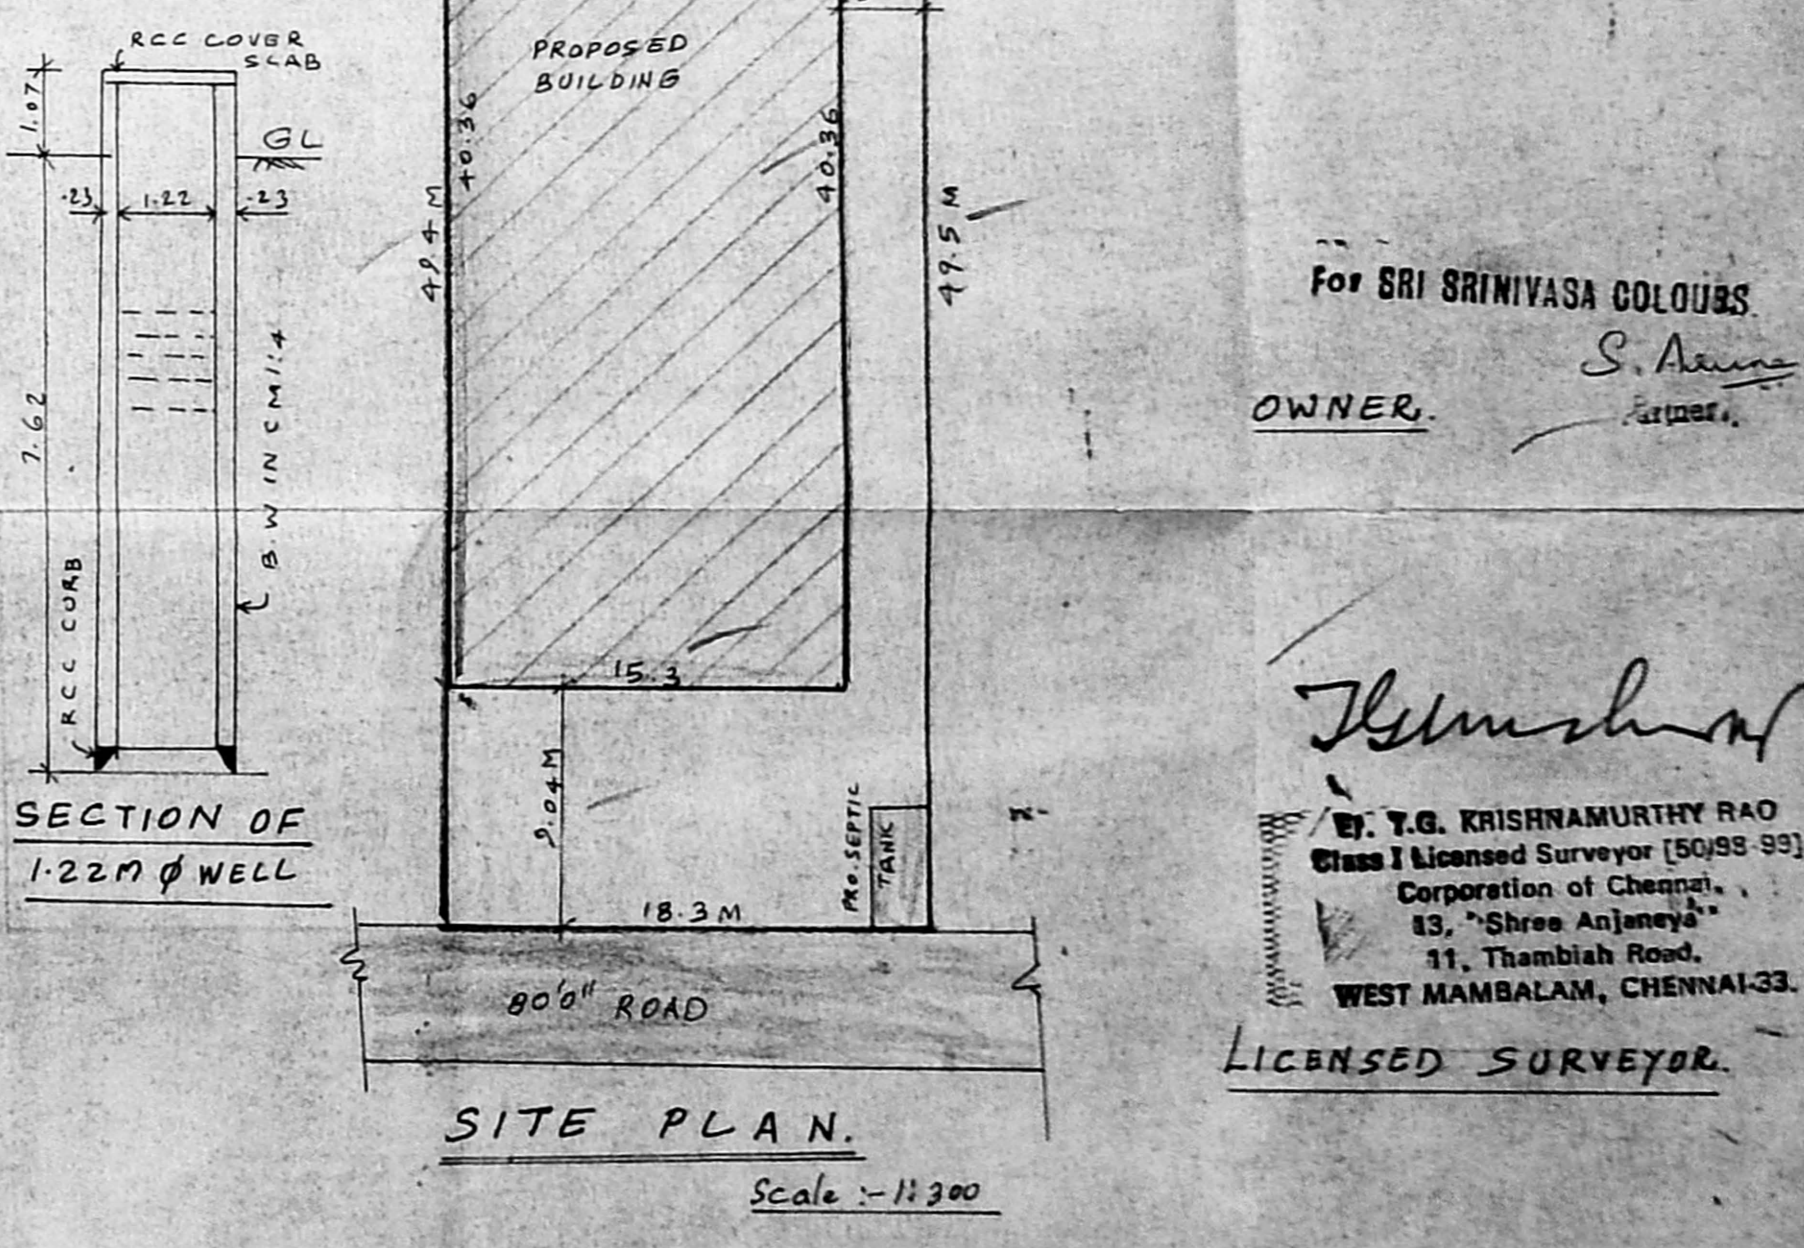 RCC COVER
SLAB
1.07
GL
.23
1.22
.23
7.62
B.W IN CM 1:4
RCC CURB
SECTION OF
1.22M φ WELL
PROPOSED
BUILDING
40.36
40.36
49.4 M
49.5 M
15.3
9.04M
PRO.SEPTIC
TANK
18.3 M
80'0" ROAD
SITE PLAN.
Scale :- 1:300
For SRI SRINIVASA COLOURS.
OWNER.
Partner.
Er. T.G. KRISHNAMURTHY RAO
Class I Licensed Surveyor [50/98-99]
Corporation of Chennai.
13, "Shree Anjaneya"
11, Thambiah Road.
WEST MAMBALAM, CHENNAI-33.
LICENSED SURVEYOR.